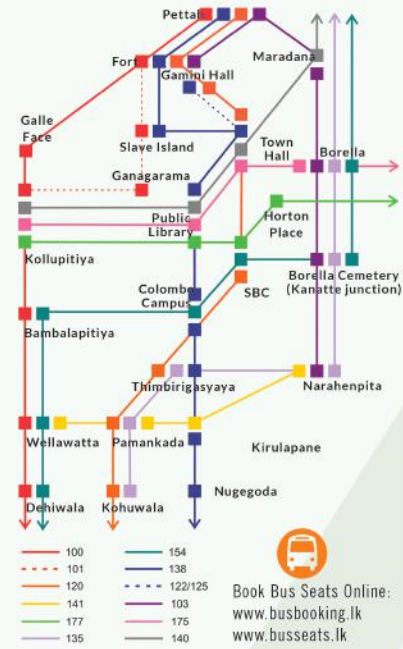 Pettah
Fort
Maradana
Gamini Hall
Galle
Face
Slave Island
Town
Hall
Borella
Ganagarama
Public
Library
Horton
Place
Kollupitiya
Colombo
Campus
SBC
Borella Cemetery
(Kanatte junction)
Bambalapitiya
Thimbirigasyaya
Narahenpita
Wellawatta
Pamankada
Kirulapane
Dehiwala
Kohuwala
Nugegoda
100
101
120
141
177
135
154
138
122/125
103
175
140
Book Bus Seats Online:
www.busbooking.lk
www.busseats.lk